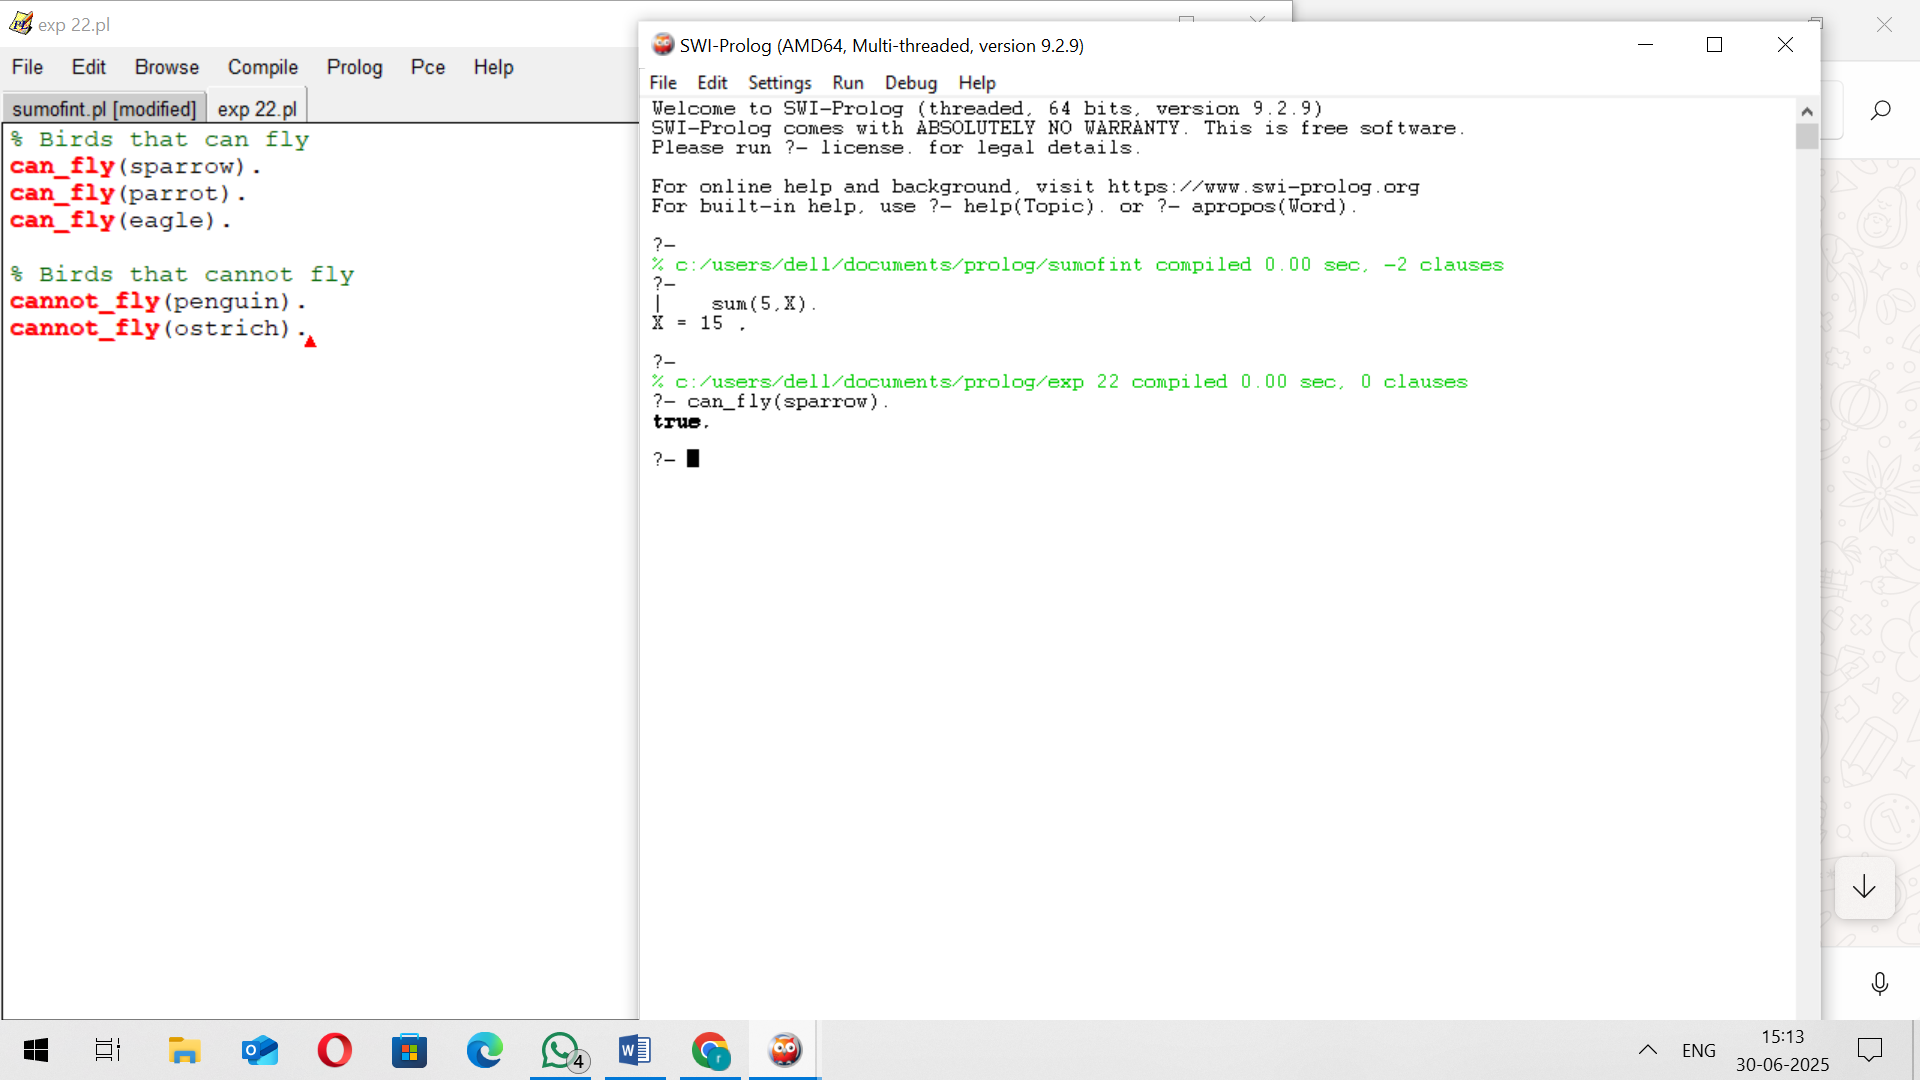 exp 22.pl
File Edit Browse Compile Prolog Pce Help
sumofint.pl [modified] exp 22.pl
% Birds that can fly
can_fly(sparrow).
can_fly(parrot).
can_fly(eagle).
% Birds that cannot fly
cannot_fly(penguin).
cannot_fly(ostrich).
SWI-Prolog (AMD64, Multi-threaded, version 9.2.9)
File Edit Settings Run Debug Help
Welcome to SWI-Prolog (threaded, 64 bits, version 9.2.9)
SWI-Prolog comes with ABSOLUTELY NO WARRANTY. This is free software.
Please run ?- license. for legal details.
For online help and background, visit https://www.swi-prolog.org
For built-in help, use ?- help(Topic). or ?- apropos(Word).
?-
% c:/users/dell/documents/prolog/sumofint compiled 0.00 sec, -2 clauses
?-
|    sum(5,X).
X = 15 .
?-
% c:/users/dell/documents/prolog/exp 22 compiled 0.00 sec, 0 clauses
?- can_fly(sparrow).
true.
?-
4
r
ENG
15:13
30-06-2025